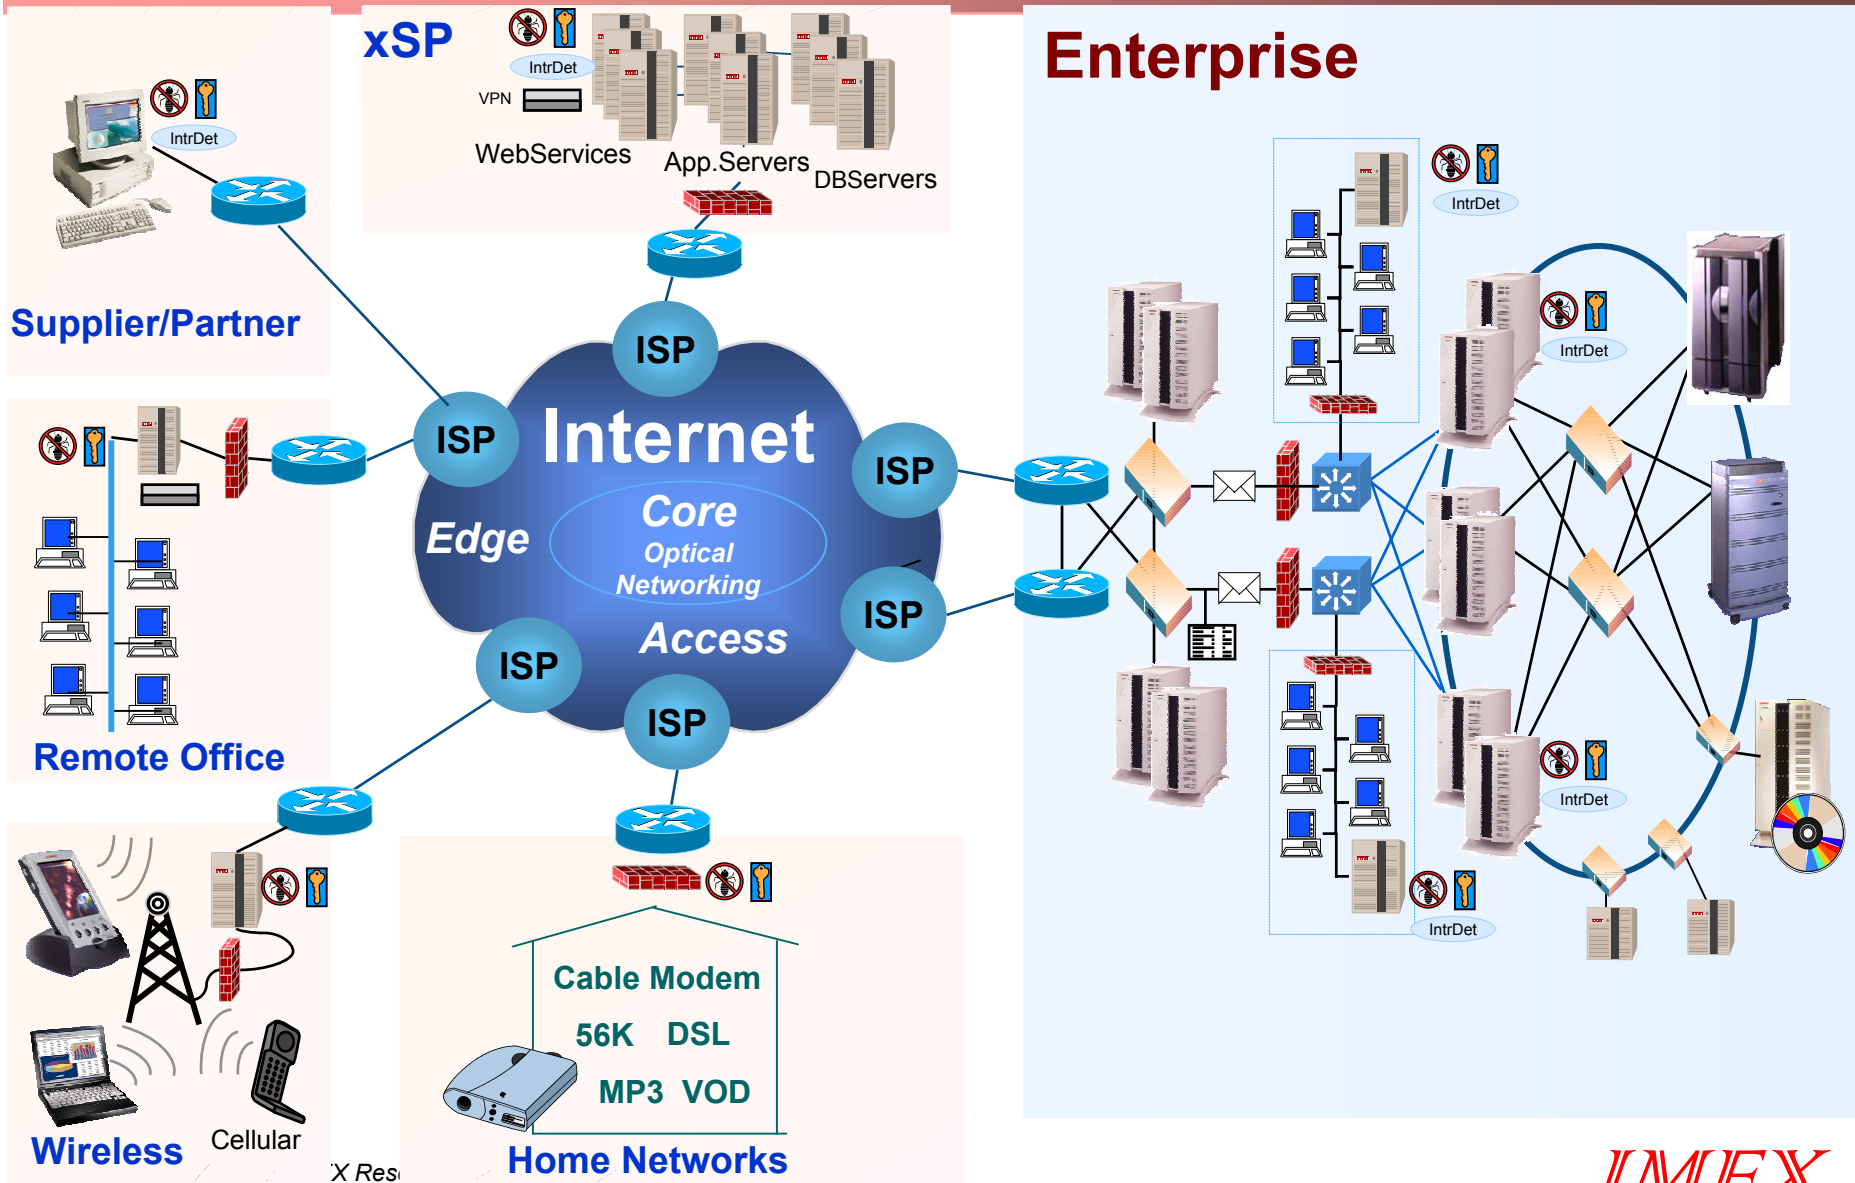 xSP
IntrDet
VPN
WebServices
App.Servers
DBServers
Enterprise
IntrDet
Supplier/Partner
IntrDet
IntrDet
IntrDet
IntrDet
ISP
ISP
ISP
ISP
ISP
ISP
Internet
Core
Optical
Networking
Edge
Access
Remote Office
Cable Modem
56K DSL
MP3 VOD
Home Networks
Wireless
Cellular
X Res
IMEX